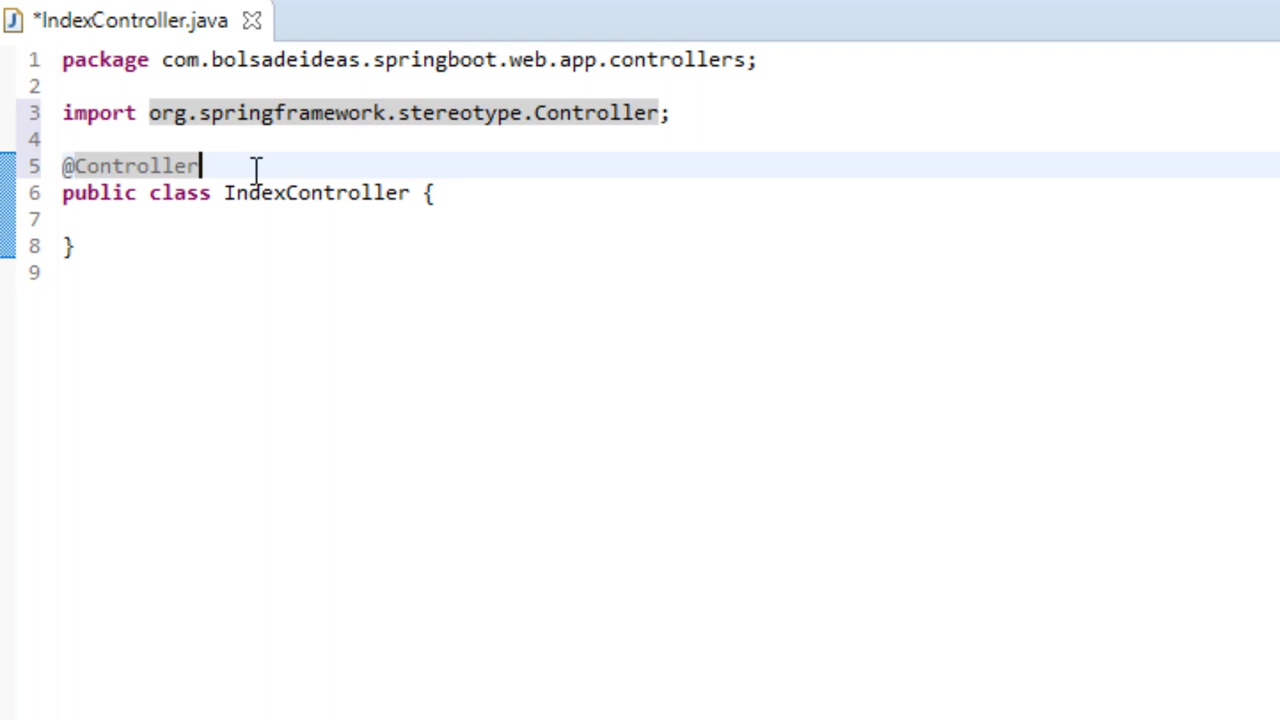 *IndexController.java
1 package com.bolsadeideas.springboot.web.app.controllers;
2
3 import org.springframework.stereotype.Controller;
4
5 @Controller
6 public class IndexController {
7
8 }
9